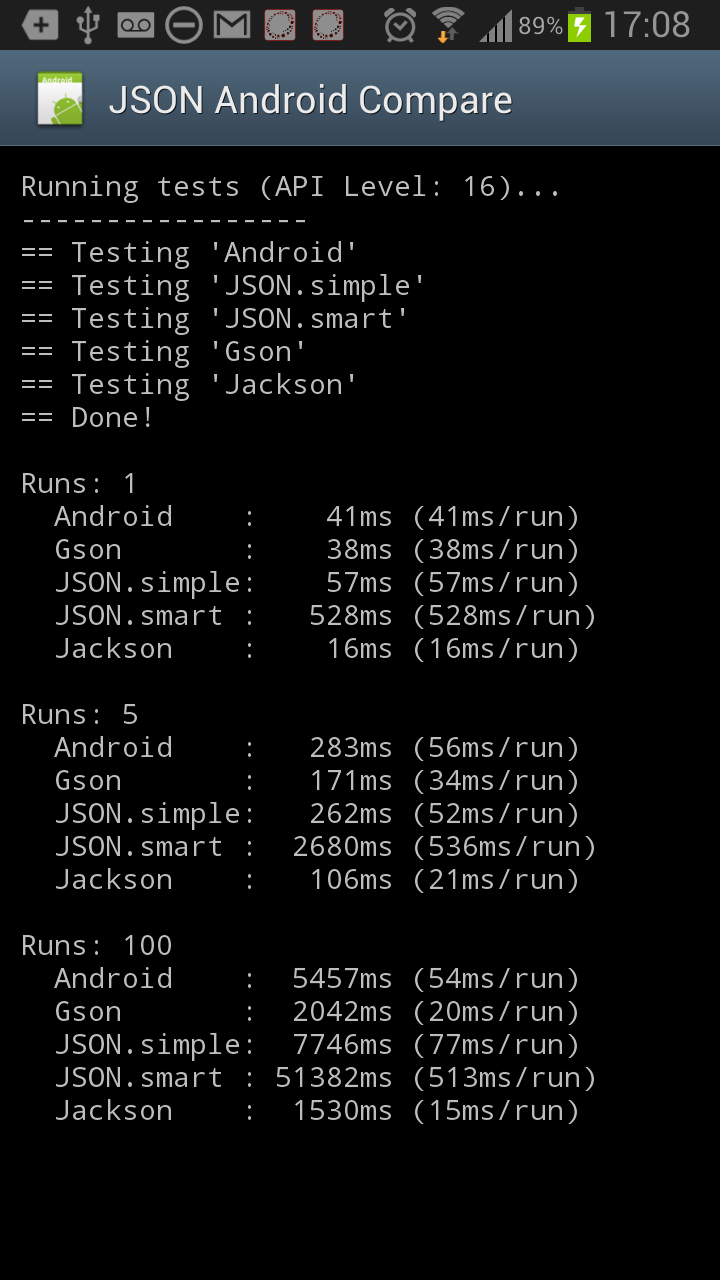 89% 17:08
Android
JSON Android Compare
Running tests (API Level: 16)...
-----------------
== Testing 'Android'
== Testing 'JSON.simple'
== Testing 'JSON.smart'
== Testing 'Gson'
== Testing 'Jackson'
== Done!
Runs: 1
  Android    :    41ms (41ms/run)
  Gson       :    38ms (38ms/run)
  JSON.simple:    57ms (57ms/run)
  JSON.smart :   528ms (528ms/run)
  Jackson    :    16ms (16ms/run)
Runs: 5
  Android    :   283ms (56ms/run)
  Gson       :   171ms (34ms/run)
  JSON.simple:   262ms (52ms/run)
  JSON.smart :  2680ms (536ms/run)
  Jackson    :   106ms (21ms/run)
Runs: 100
  Android    :  5457ms (54ms/run)
  Gson       :  2042ms (20ms/run)
  JSON.simple:  7746ms (77ms/run)
  JSON.smart : 51382ms (513ms/run)
  Jackson    :  1530ms (15ms/run)